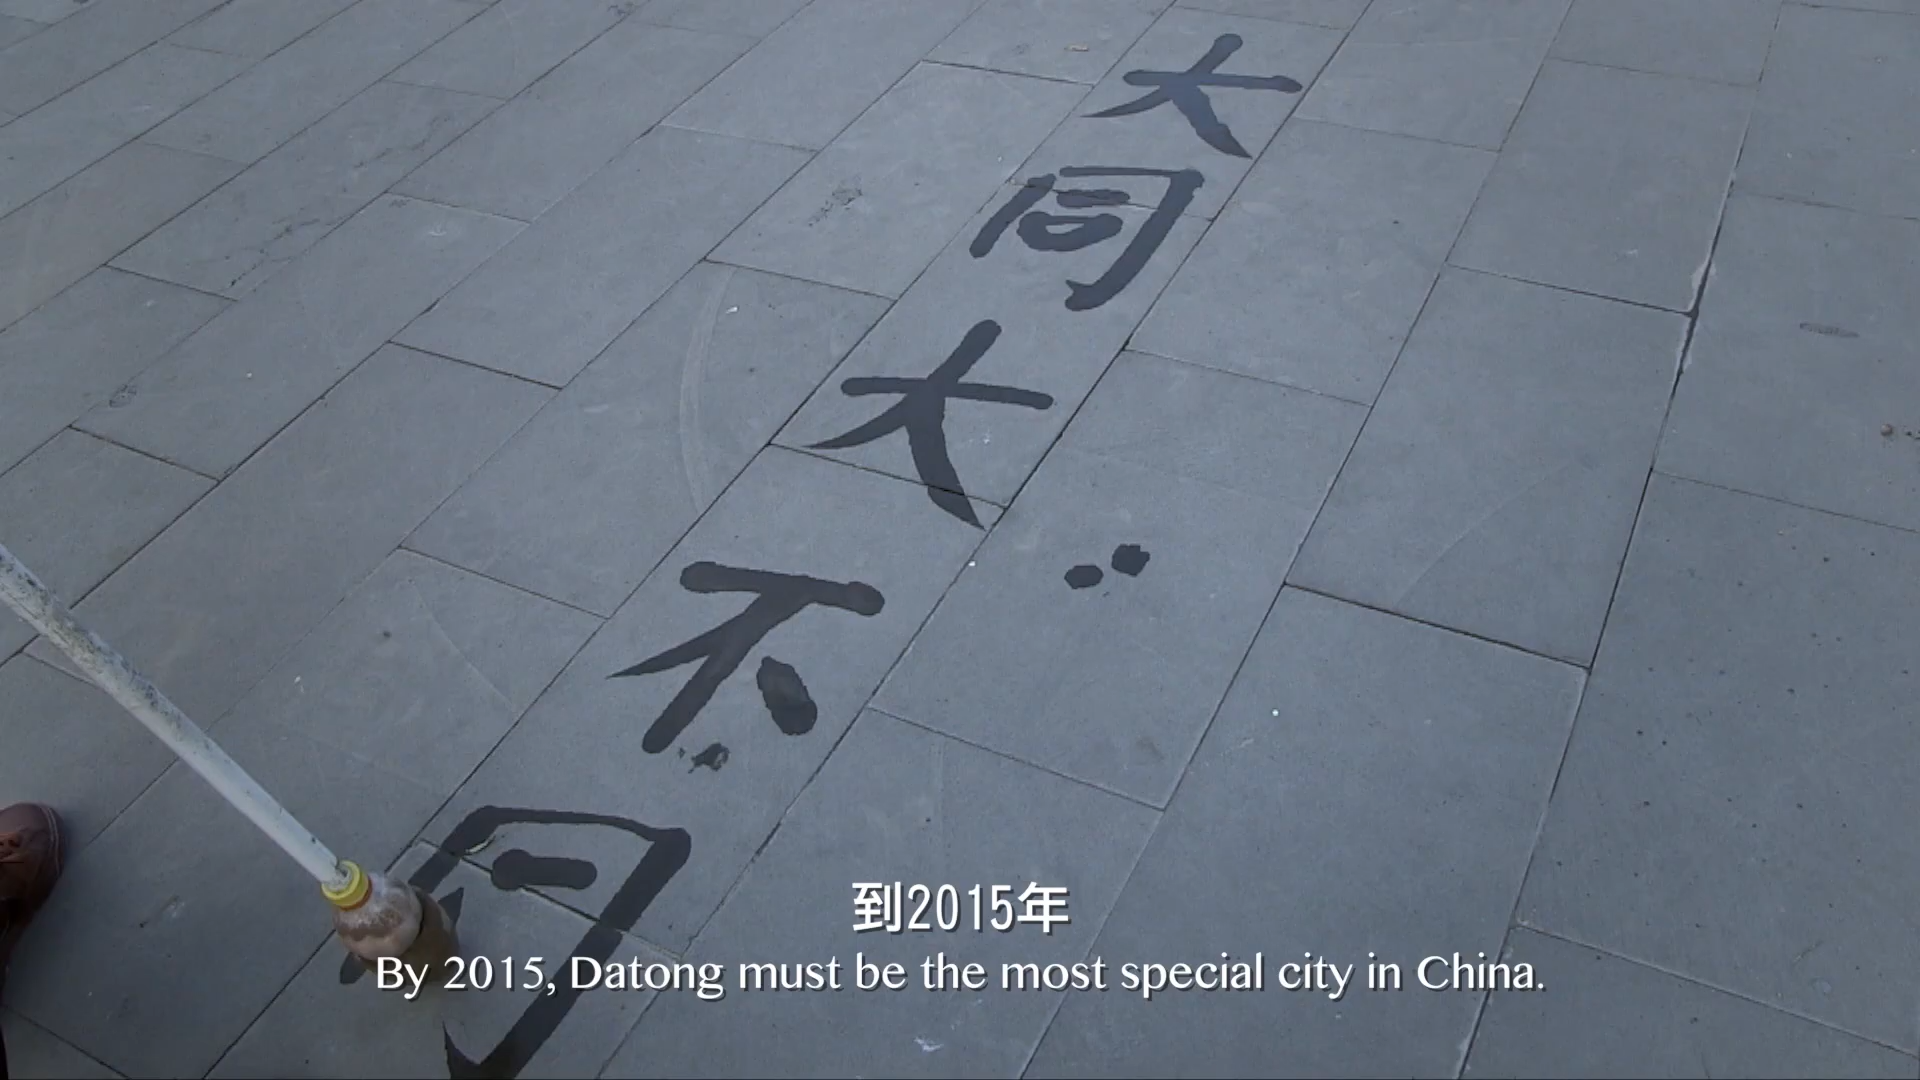 大同大不
到2015年
By 2015, Datong must be the most special city in China.